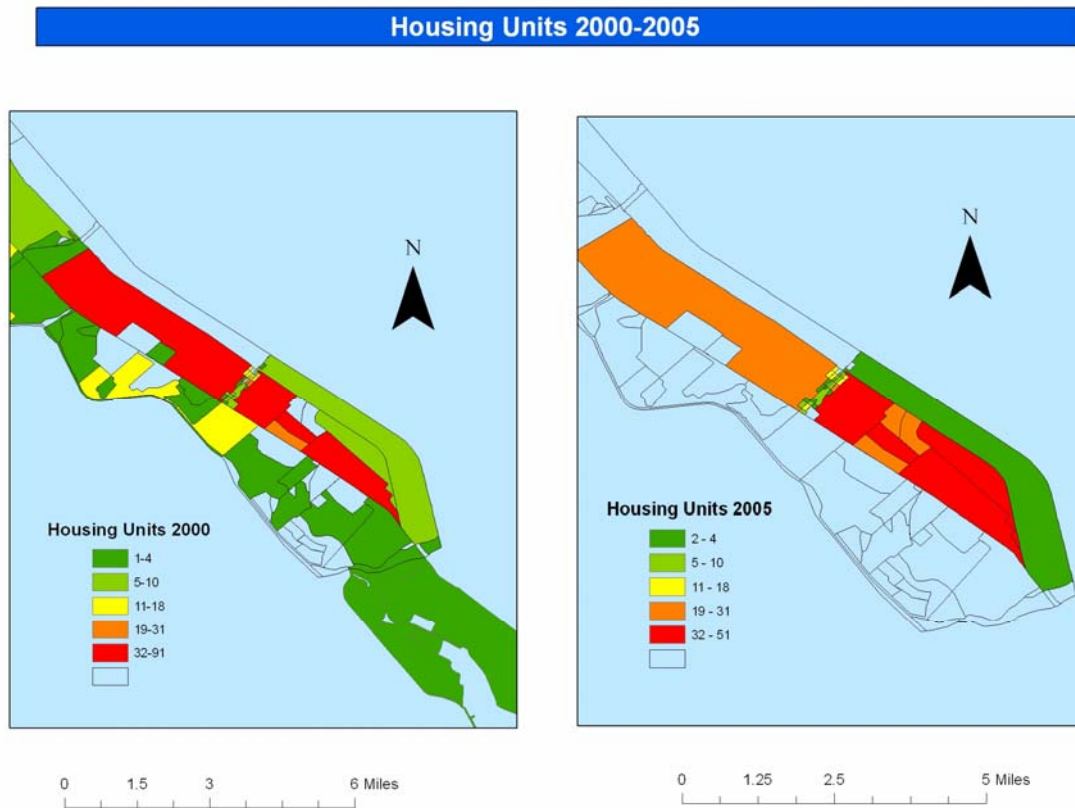 Housing Units 2000-2005
N
Housing Units 2000
1-4
5-10
11-18
19-31
32-91
0 1.5 3 6 Miles
N
Housing Units 2005
2 - 4
5 - 10
11 - 18
19 - 31
32 - 51
0 1.25 2.5 5 Miles